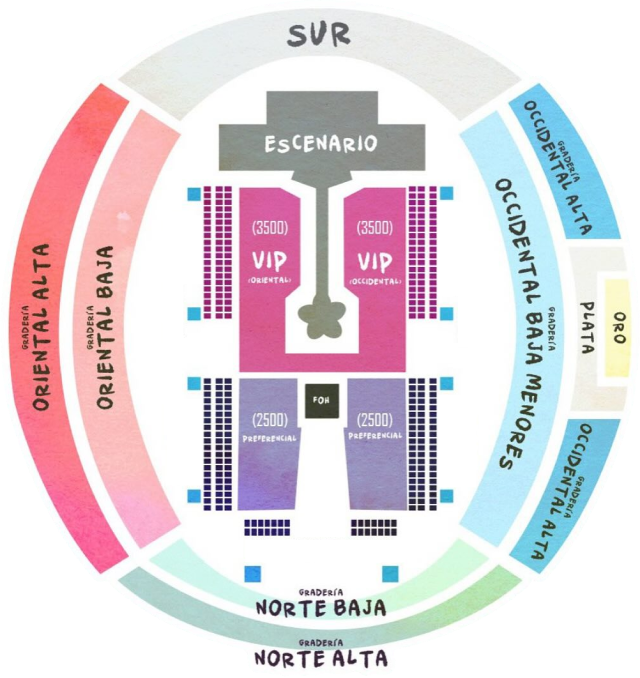 SUR
ESCENARIO
(3500)
VIP
(ORIENTAL)
(3500)
VIP
(OCCIDENTAL)
FOH
(2500)
PREFERENCIAL
(2500)
PREFERENCIAL
GRADERÍA
ORIENTAL ALTA
GRADERÍA
ORIENTAL BAJA
GRADERÍA
OCCIDENTAL BAJA MENORES
GRADERÍA
OCCIDENTAL ALTA
PLATA
ORO
GRADERÍA
OCCIDENTAL ALTA
GRADERÍA
NORTE BAJA
GRADERÍA
NORTE ALTA